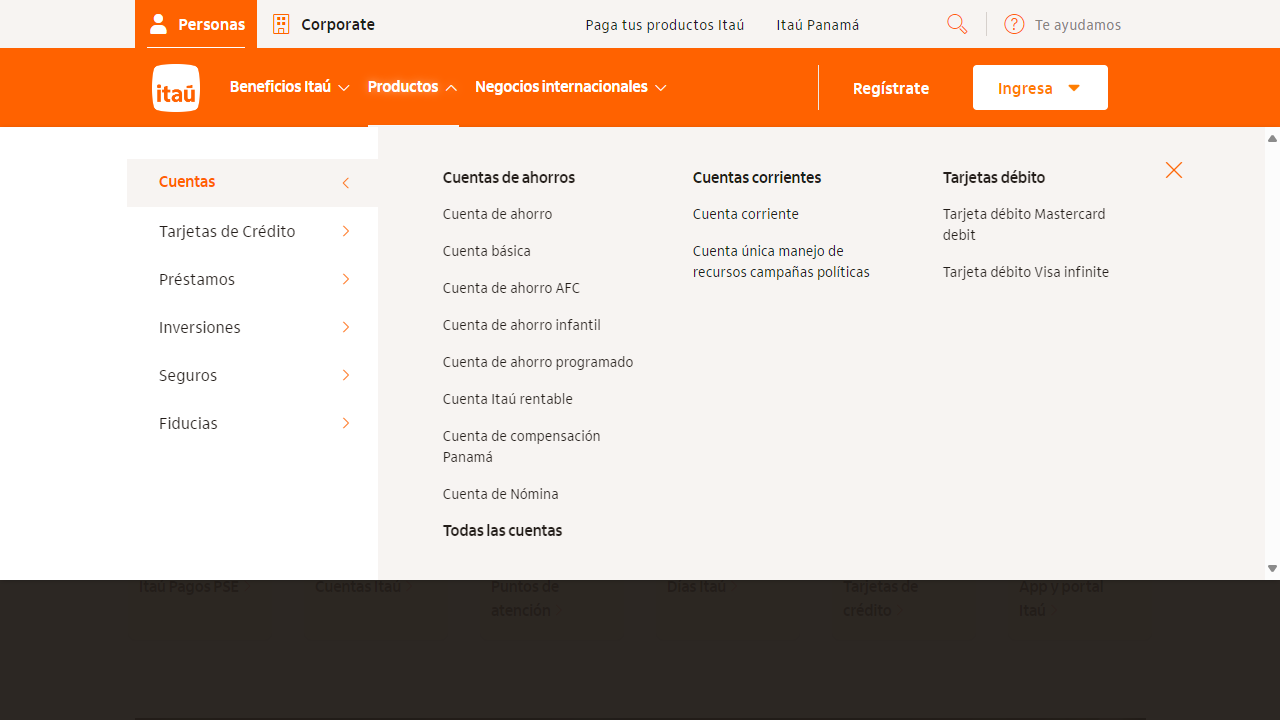 Personas
Corporate
Paga tus productos Itaú
Itaú Panamá
Te ayudamos
itaú
Beneficios Itaú
Productos
Negocios internacionales
Regístrate
Ingresa
Cuentas
Tarjetas de Crédito
Préstamos
Inversiones
Seguros
Fiducias
Cuentas de ahorros
Cuenta de ahorro
Cuenta básica
Cuenta de ahorro AFC
Cuenta de ahorro infantil
Cuenta de ahorro programado
Cuenta Itaú rentable
Cuenta de compensación
Panamá
Cuenta de Nómina
Todas las cuentas
Cuentas corrientes
Cuenta corriente
Cuenta única manejo de
recursos campañas políticas
Tarjetas débito
Tarjeta débito Mastercard
debit
Tarjeta débito Visa infinite
Itaú Pagos PSE
Cuentas Itaú
Puntos de
atención
Días Itaú
Tarjetas de
crédito
App y portal
Itaú